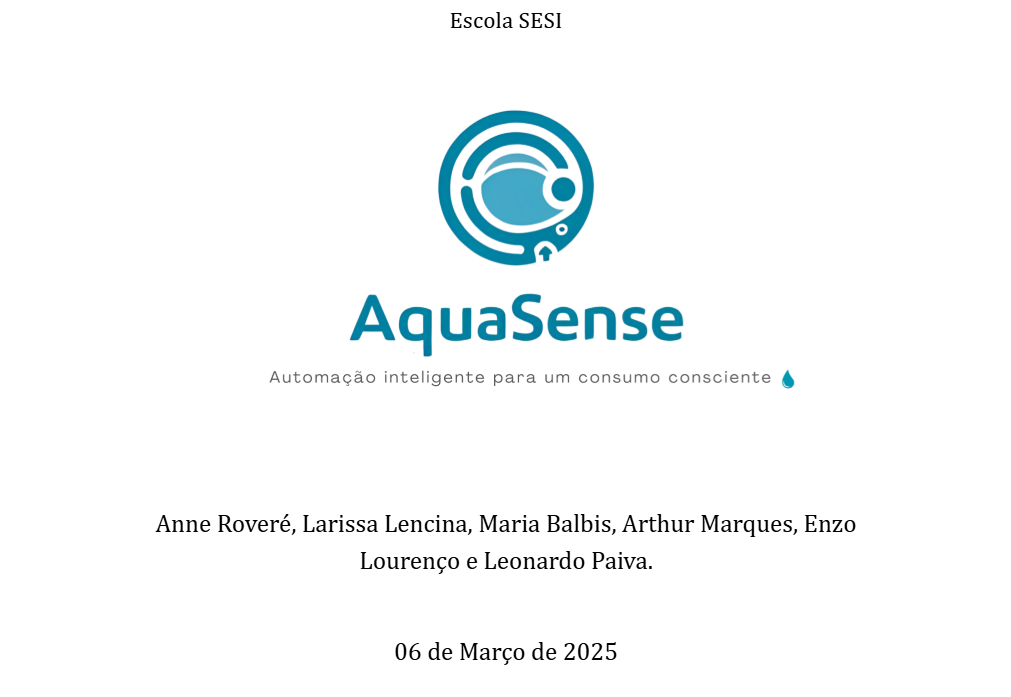 Escola SESI
AquaSense
Automação inteligente para um consumo consciente
Anne Roveré, Larissa Lencina, Maria Balbis, Arthur Marques, Enzo
Lourenço e Leonardo Paiva.
06 de Março de 2025